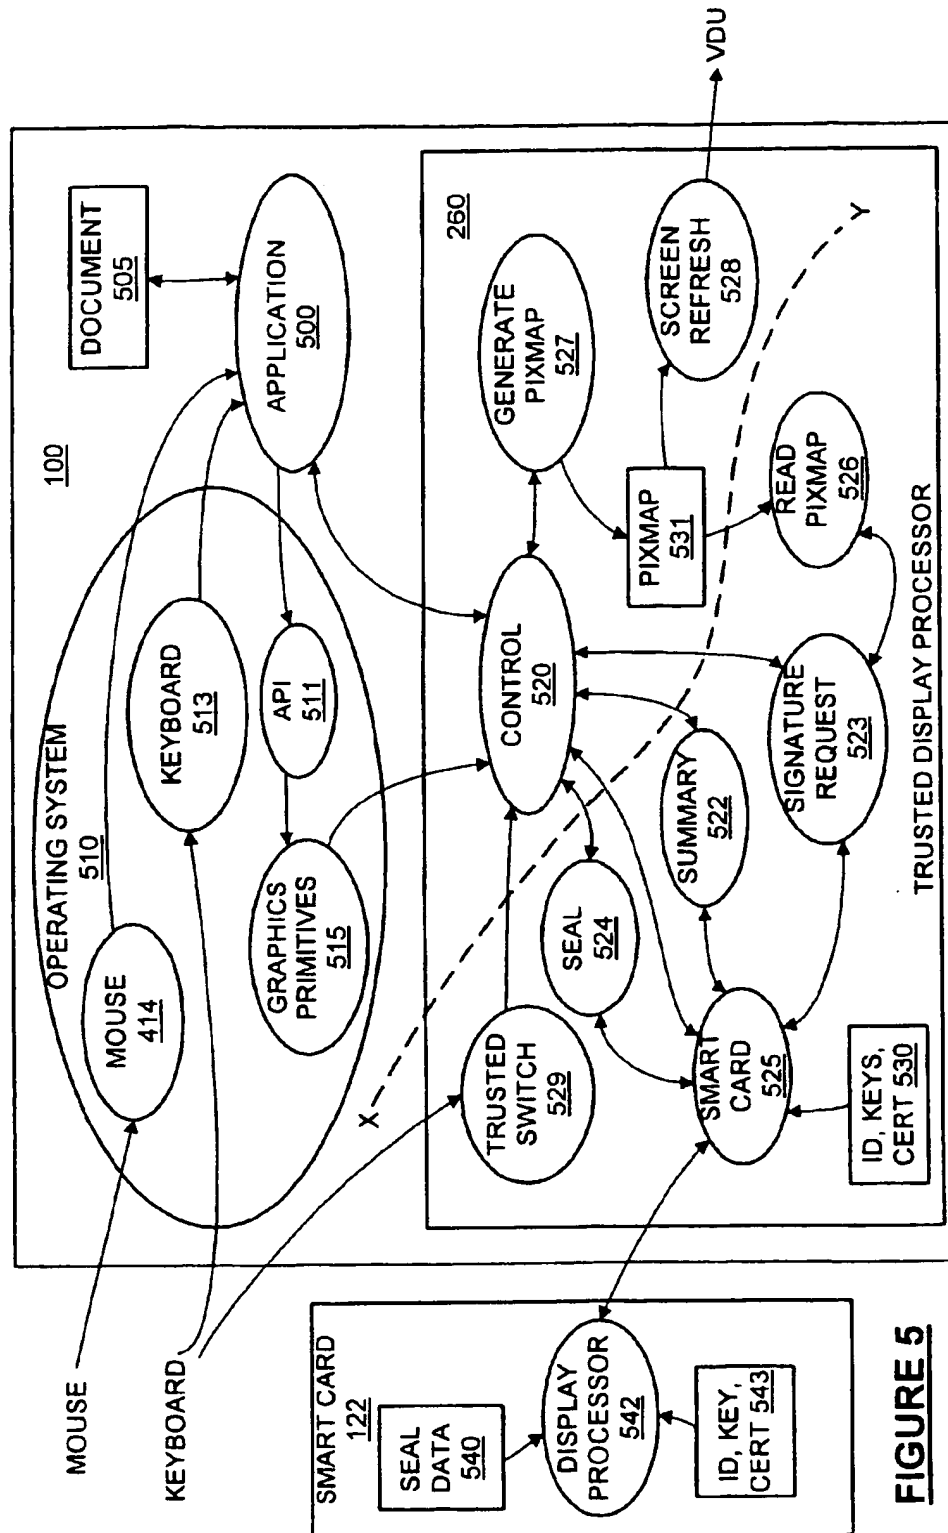 100
DOCUMENT
505
OPERATING SYSTEM
510
MOUSE
414
KEYBOARD
513
APPLICATION
500
API
511
GRAPHICS
PRIMITIVES
515
MOUSE
KEYBOARD
X
260
TRUSTED
SWITCH
529
CONTROL
520
GENERATE
PIXMAP
527
SEAL
524
PIXMAP
531
SCREEN
REFRESH
528
VDU
SUMMARY
522
SMART
CARD
525
SIGNATURE
REQUEST
523
READ
PIXMAP
526
Y
ID, KEYS,
CERT 530
TRUSTED DISPLAY PROCESSOR
SMART CARD
122
SEAL
DATA
540
DISPLAY
PROCESSOR
542
ID, KEY,
CERT 543
FIGURE 5